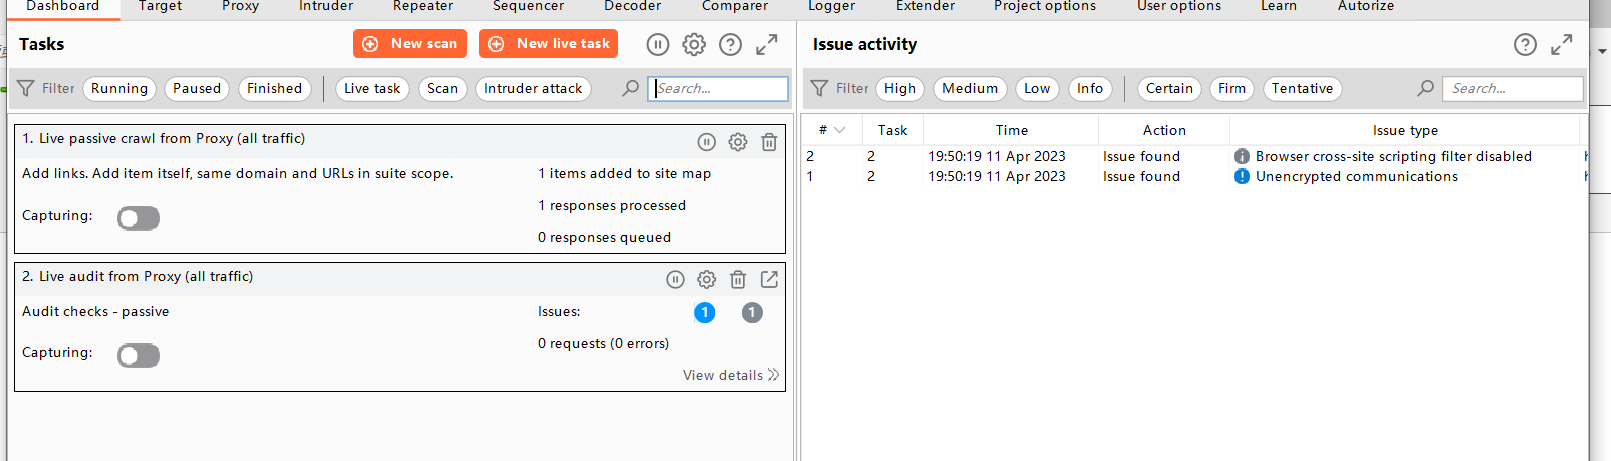 Dashboard Target Proxy Intruder Repeater Sequencer Decoder Comparer Logger Extender Project options User options Learn Autorize
Tasks New scan New live task
Filter Running Paused Finished Live task Scan Intruder attack Search...
1. Live passive crawl from Proxy (all traffic)
Add links. Add item itself, same domain and URLs in suite scope. 1 items added to site map
1 responses processed
Capturing:
0 responses queued
2. Live audit from Proxy (all traffic)
Audit checks - passive Issues: 1 1
0 requests (0 errors)
Capturing:
View details
Issue activity
Filter High Medium Low Info Certain Firm Tentative Search...
# Task Time Action Issue type
2 2 19:50:19 11 Apr 2023 Issue found Browser cross-site scripting filter disabled
1 2 19:50:19 11 Apr 2023 Issue found Unencrypted communications